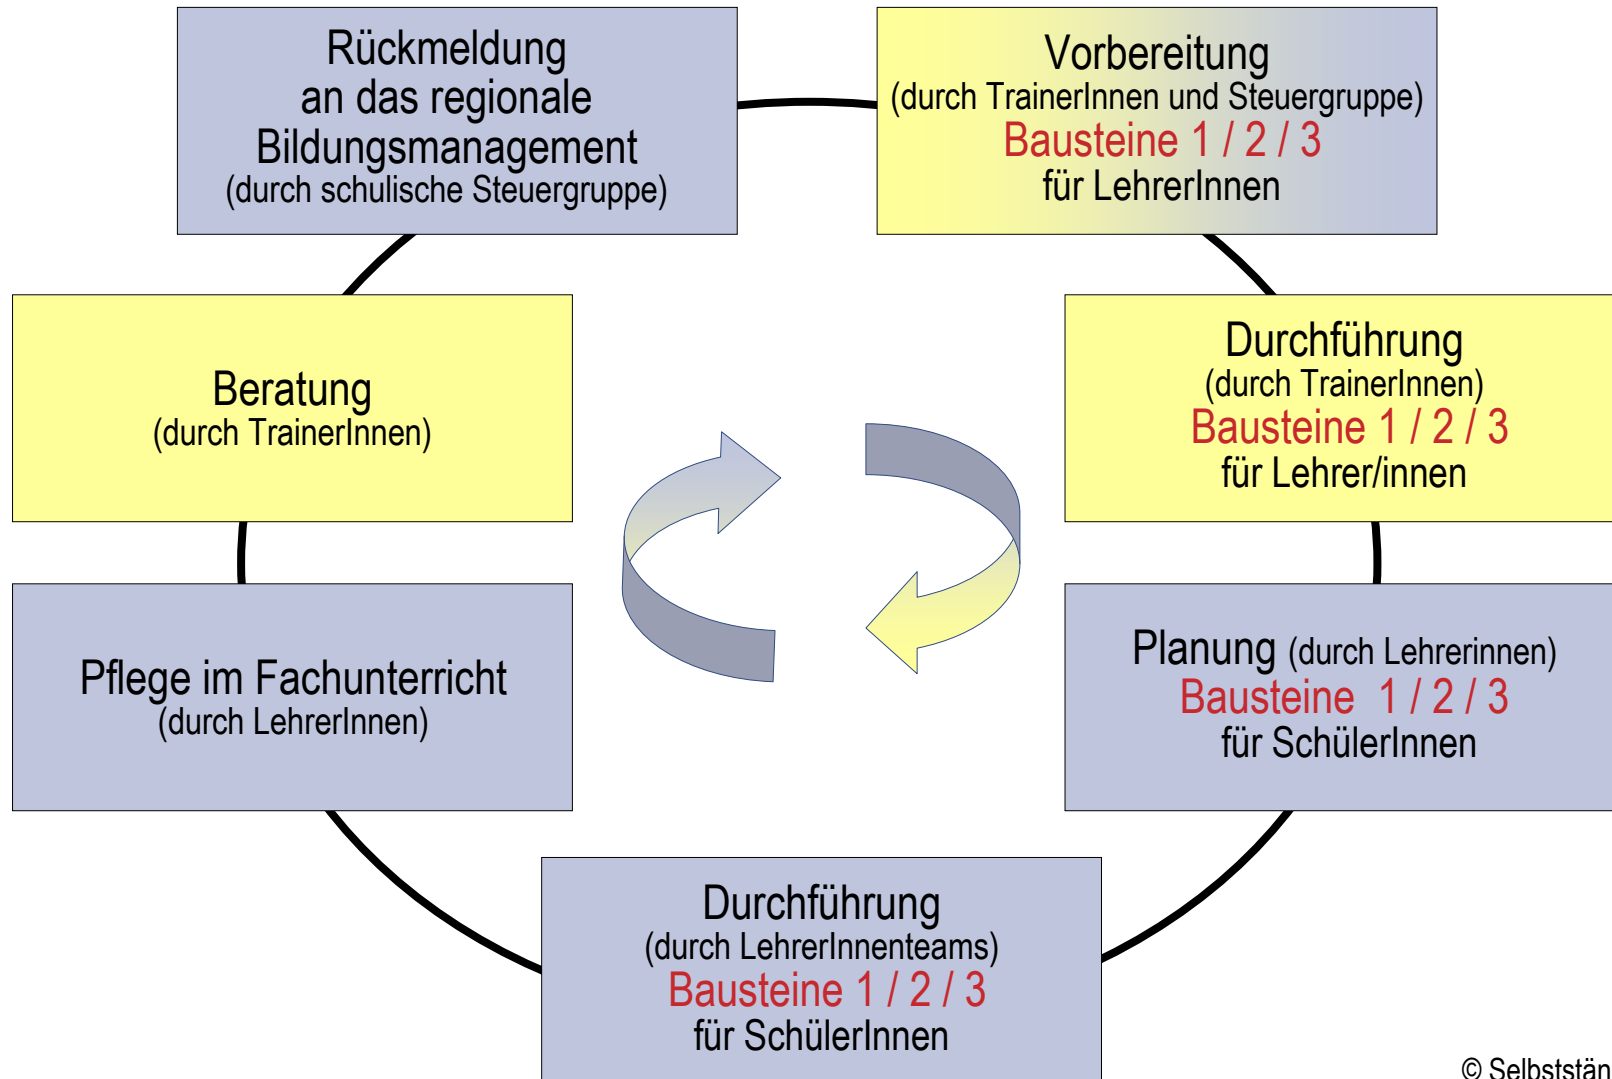 Rückmeldung
an das regionale
Bildungsmanagement
(durch schulische Steuergruppe)
Vorbereitung
(durch TrainerInnen und Steuergruppe)
Bausteine 1 / 2 / 3
für LehrerInnen
Beratung
(durch TrainerInnen)
Durchführung
(durch TrainerInnen)
Bausteine 1 / 2 / 3
für Lehrer/innen
Pflege im Fachunterricht
(durch LehrerInnen)
Planung (durch Lehrerinnen)
Bausteine 1 / 2 / 3
für SchülerInnen
Durchführung
(durch LehrerInnenteams)
Bausteine 1 / 2 / 3
für SchülerInnen
© Selbststän